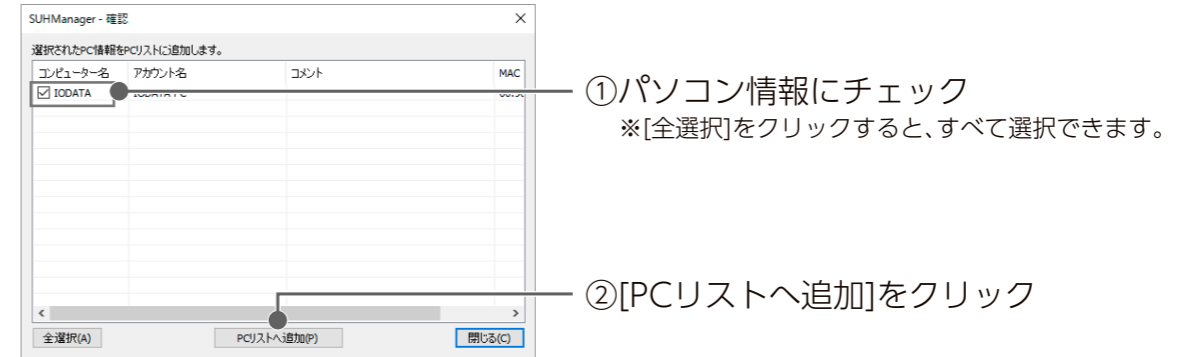 SUHManager - 確認
選択されたPC情報をPCリストに追加します。
コンピューター名 アカウント名 コメント MAC
IODATA
①パソコン情報にチェック
※[全選択]をクリックすると、すべて選択できます。
②[PCリストへ追加]をクリック
全選択(A) PCリストへ追加(P) 閉じる(C)